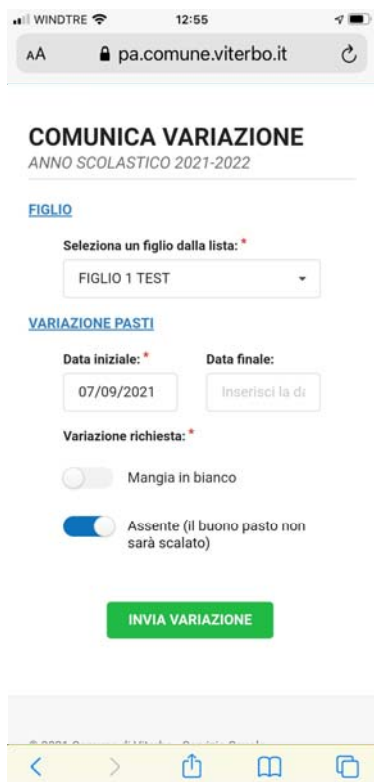 WINDTRE 12:55
AA pa.comune.viterbo.it
COMUNICA VARIAZIONE
ANNO SCOLASTICO 2021-2022
FIGLIO
Seleziona un figlio dalla lista: *
FIGLIO 1 TEST
VARIAZIONE PASTI
Data iniziale: * Data finale:
07/09/2021 Inserisci la da
Variazione richiesta: *
Mangia in bianco
Assente (il buono pasto non
sarà scalato)
INVIA VARIAZIONE